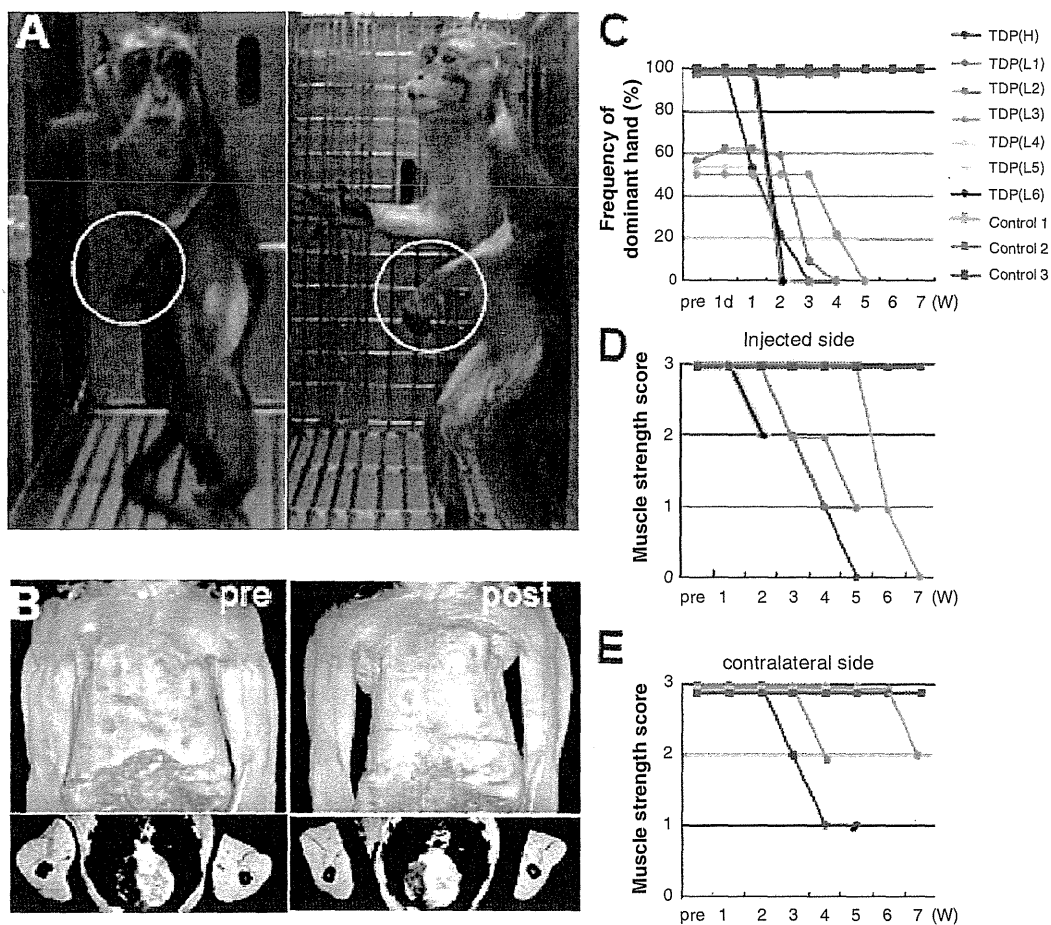 A
B
pre
post
C
Frequency of
dominant hand (%)
100
80
60
40
20
0
pre 1d 1 2 3 4 5 6 7 (W)
TDP(H)
TDP(L1)
TDP(L2)
TDP(L3)
TDP(L4)
TDP(L5)
TDP(L6)
Control 1
Control 2
Control 3
D
Injected side
Muscle strength score
3
2
1
0
pre 1 2 3 4 5 6 7 (W)
E
contralateral side
Muscle strength score
3
2
1
0
pre 1 2 3 4 5 6 7 (W)